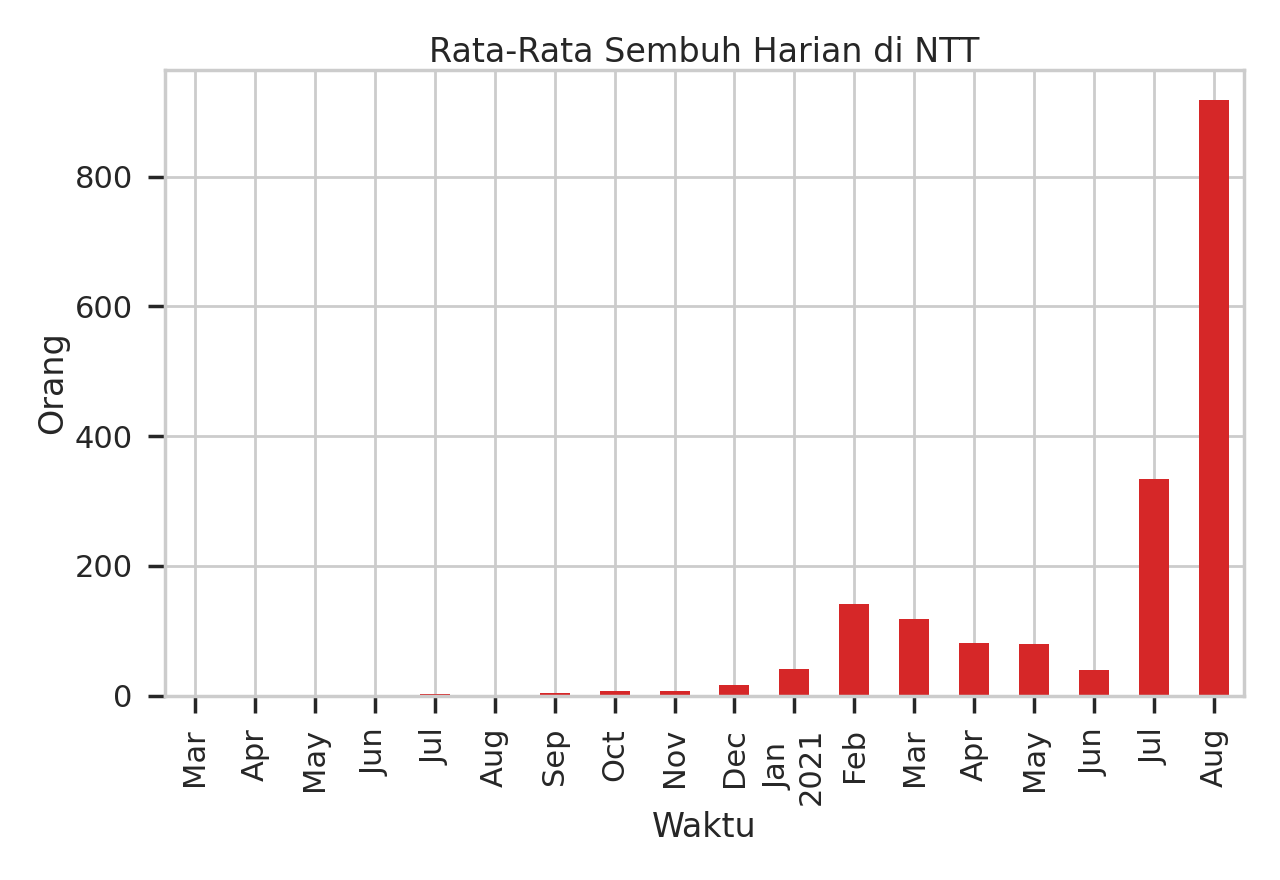 Rata-Rata Sembuh Harian di NTT
Orang
800
600
400
200
0
Mar
Apr
May
Jun
Jul
Aug
Sep
Oct
Nov
Dec
Jan
2021
Feb
Mar
Apr
May
Jun
Jul
Aug
Waktu